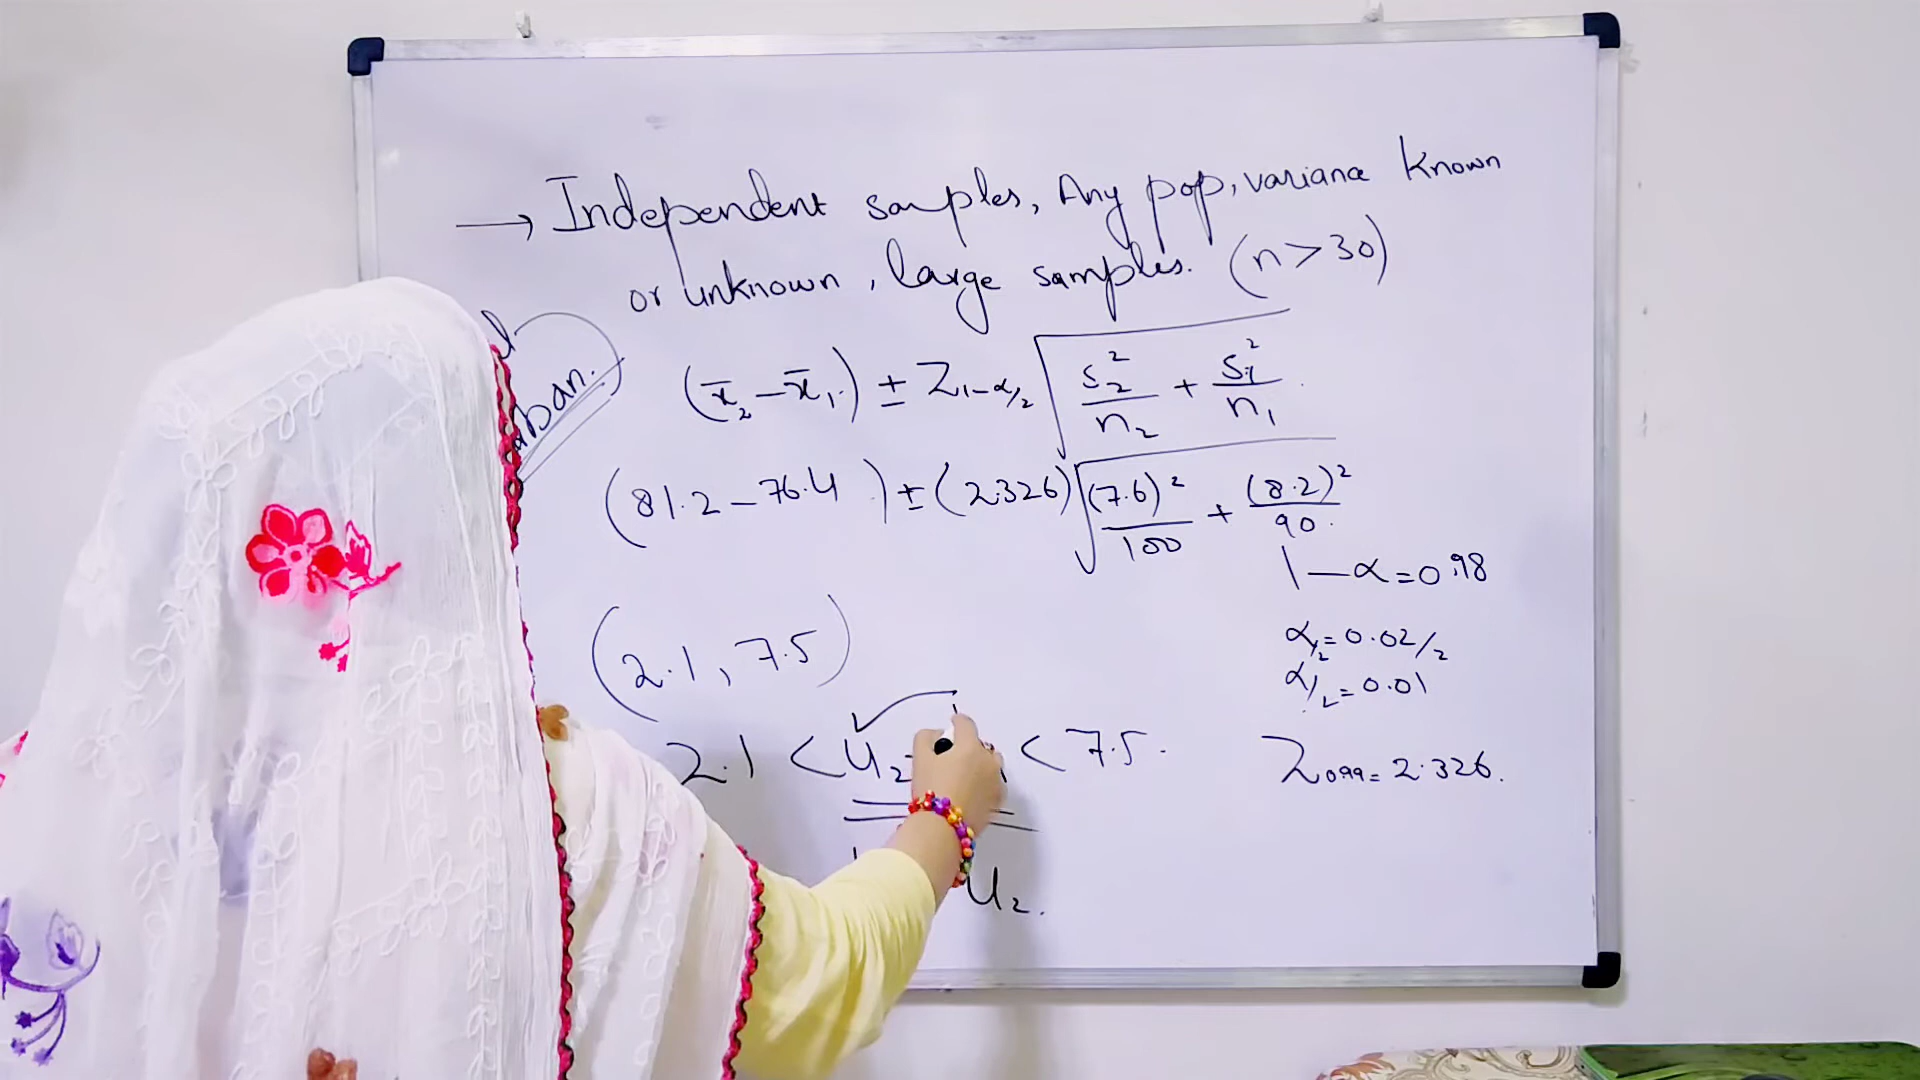 → Independent samples, Any pop, variance known
or unknown, large samples. (n > 30)
(x̄₂ − x̄₁) ± Z₁₋α/₂ √(s₂²/n₂ + s₁²/n₁)
(81.2 − 76.4) ± (2.326) √((7.6)²/100 + (8.2)²/90)
1 − α = 0.98
(2.1, 7.5)
α/₂ = 0.02/2
α/₂ = 0.01
2.1 < u₂ < 7.5.
Z₀.₉₉ = 2.326.
u₂.